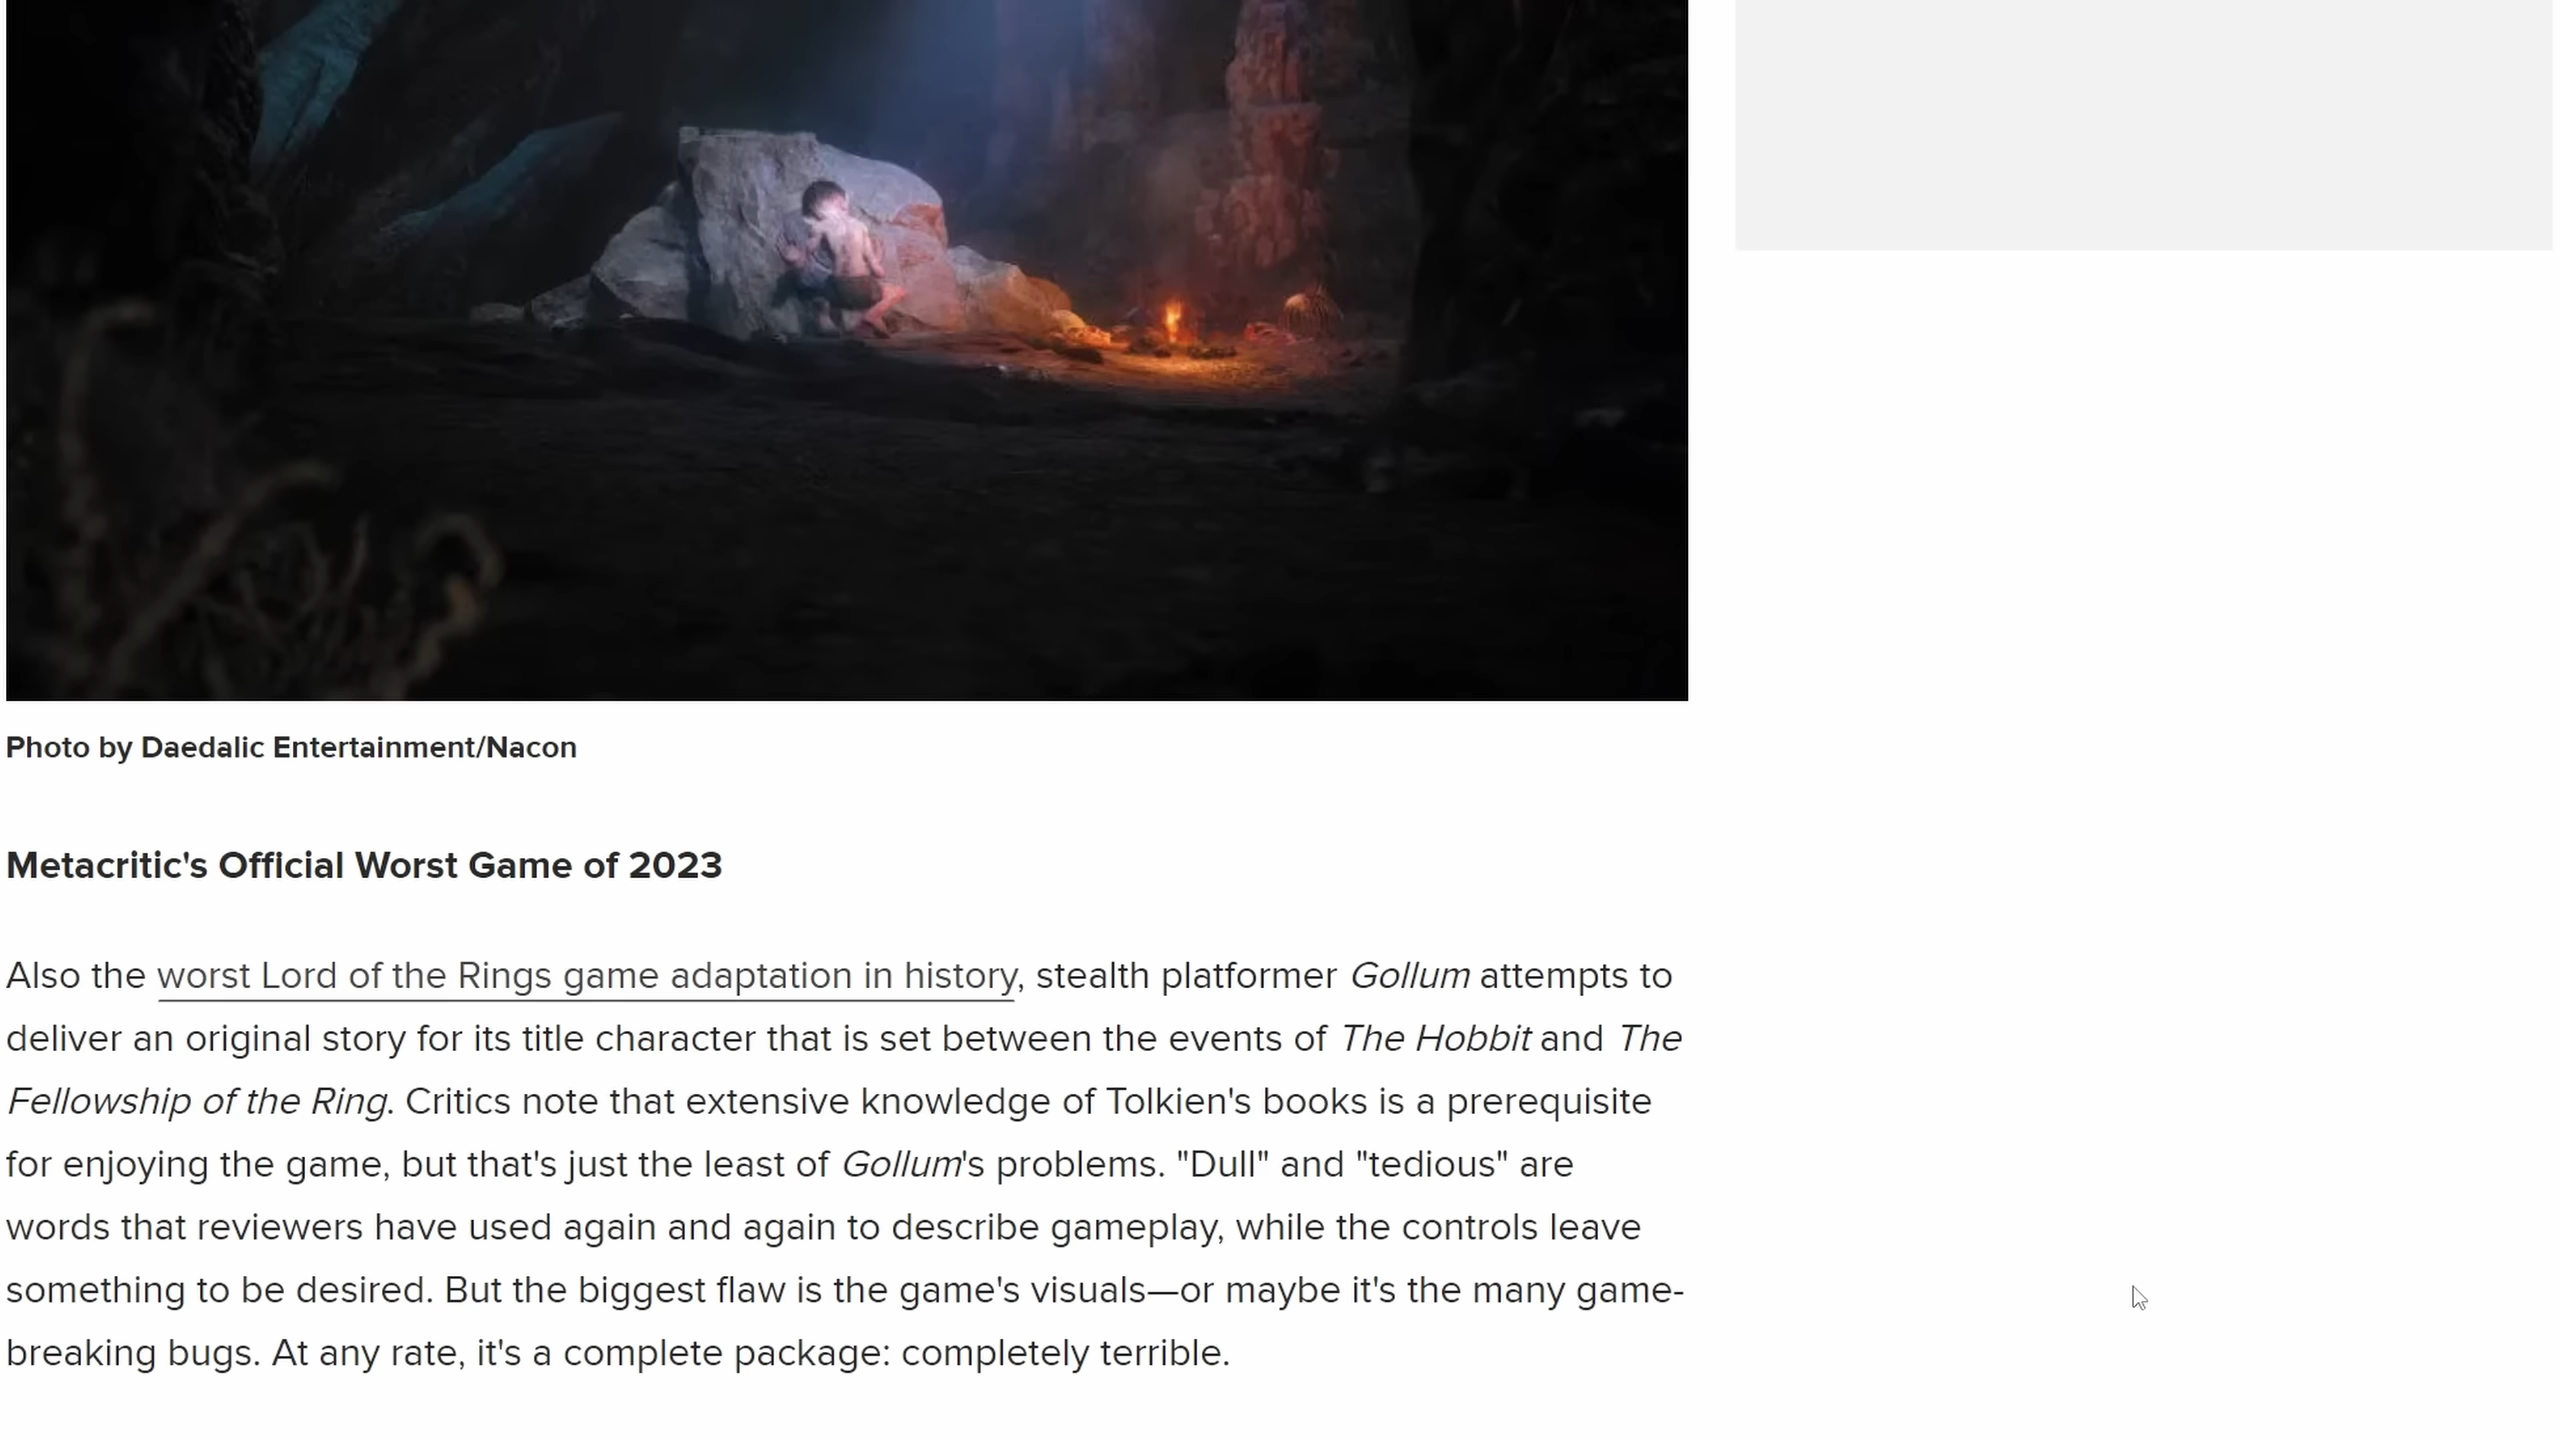 Photo by Daedalic Entertainment/Nacon
Metacritic's Official Worst Game of 2023
Also the worst Lord of the Rings game adaptation in history, stealth platformer Gollum attempts to
deliver an original story for its title character that is set between the events of The Hobbit and The
Fellowship of the Ring. Critics note that extensive knowledge of Tolkien's books is a prerequisite
for enjoying the game, but that's just the least of Gollum's problems. "Dull" and "tedious" are
words that reviewers have used again and again to describe gameplay, while the controls leave
something to be desired. But the biggest flaw is the game's visuals—or maybe it's the many game-
breaking bugs. At any rate, it's a complete package: completely terrible.